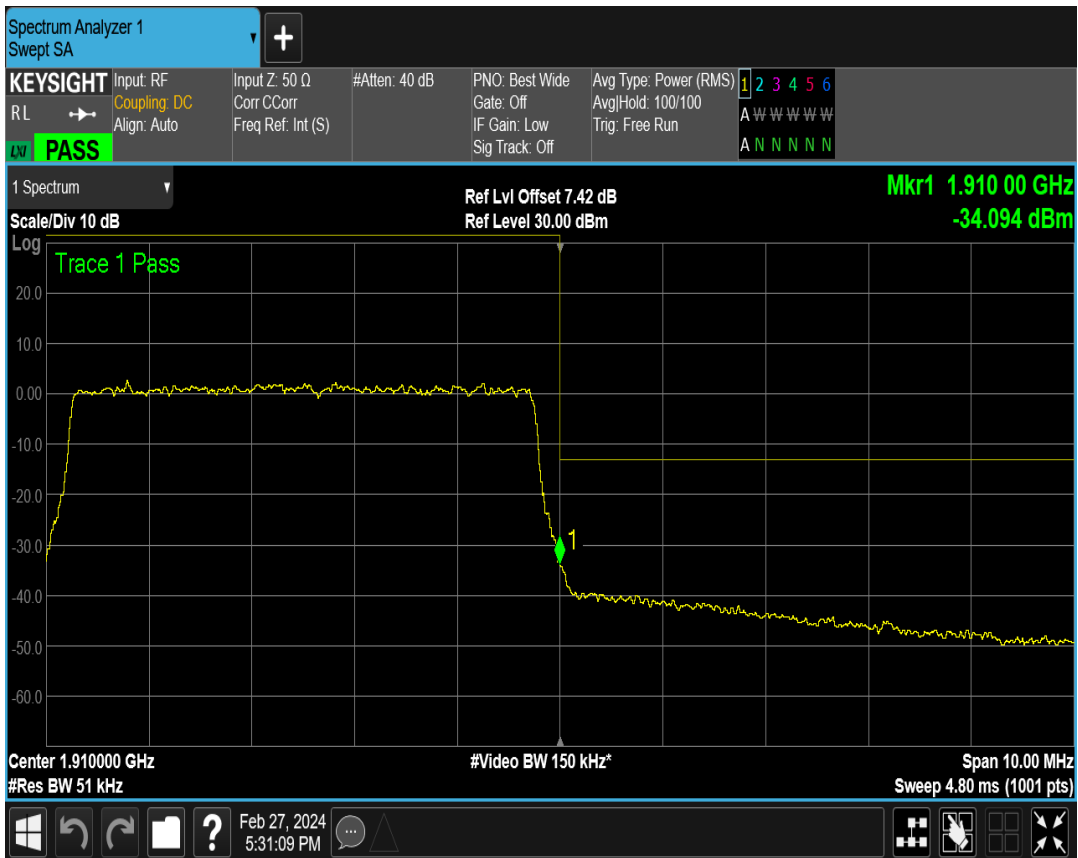 Spectrum Analyzer 1
Swept SA
+
KEYSIGHT Input: RF Input Z: 50 Ω #Atten: 40 dB PNO: Best Wide Avg Type: Power (RMS) 1 2 3 4 5 6
RL Coupling: DC Corr CCorr Gate: Off Avg|Hold: 100/100 A W W W W W
Align: Auto Freq Ref: Int (S) IF Gain: Low Trig: Free Run A N N N N N
LXI PASS Sig Track: Off
1 Spectrum Ref Lvl Offset 7.42 dB Mkr1 1.910 00 GHz
Scale/Div 10 dB Ref Level 30.00 dBm -34.094 dBm
Log
Trace 1 Pass
20.0
10.0
0.00
-10.0
-20.0
-30.0
1
-40.0
-50.0
-60.0
Center 1.910000 GHz #Video BW 150 kHz* Span 10.00 MHz
#Res BW 51 kHz Sweep 4.80 ms (1001 pts)
? Feb 27, 2024
5:31:09 PM